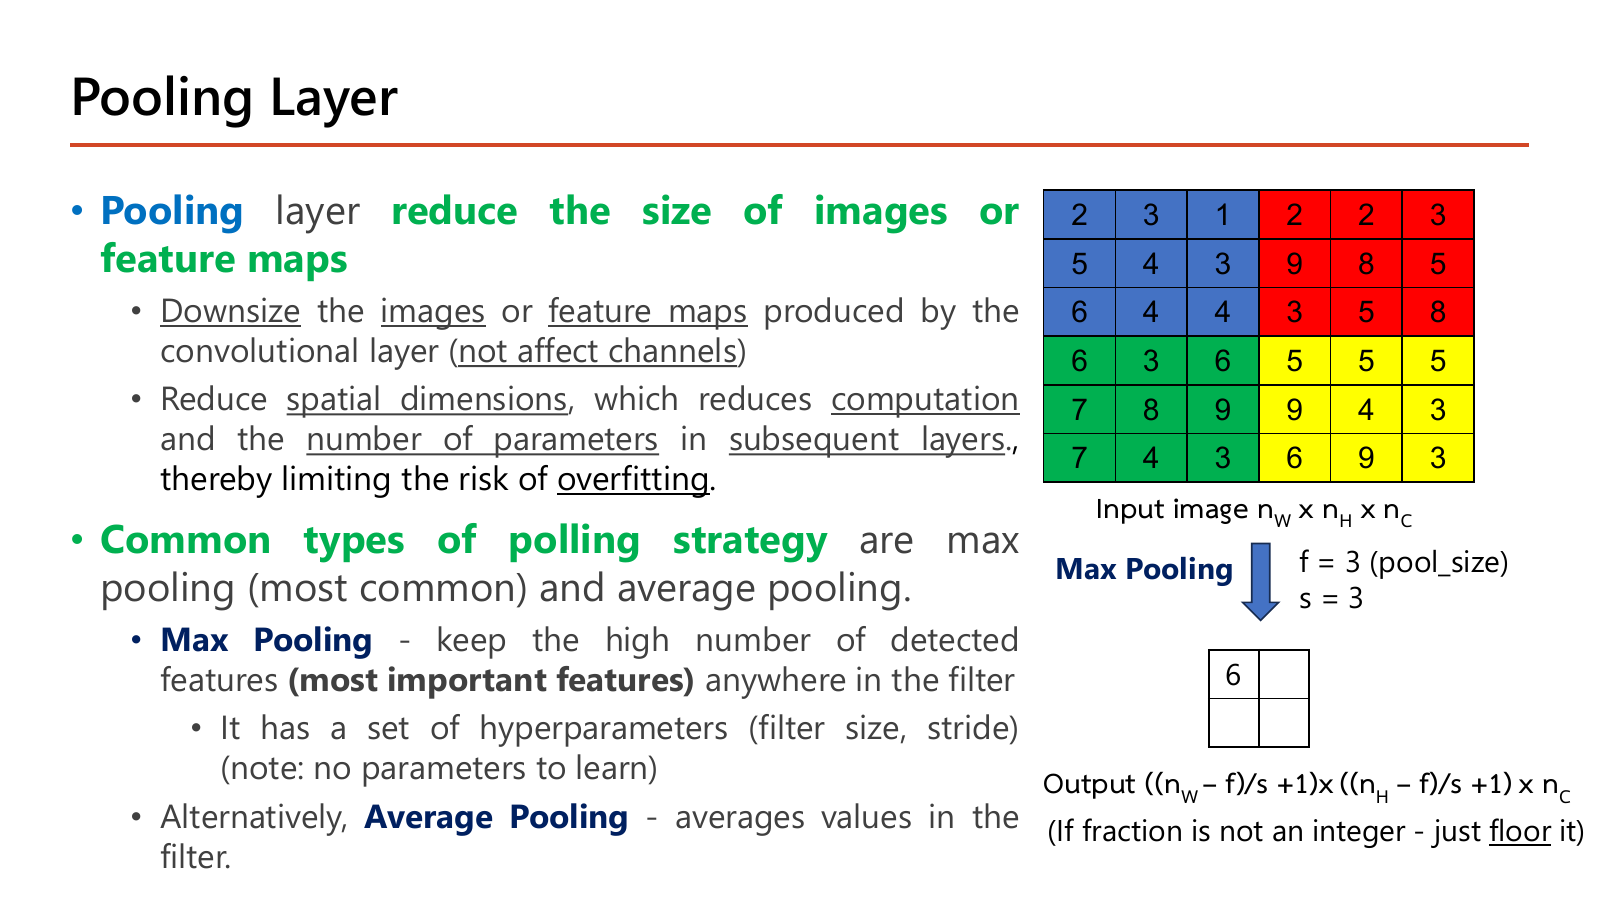 Pooling Layer
• Pooling layer reduce the size of images or
feature maps
• Downsize the images or feature maps produced by the
convolutional layer (not affect channels)
• Reduce spatial dimensions, which reduces computation
and the number of parameters in subsequent layers.,
thereby limiting the risk of overfitting.
• Common types of polling strategy are max
pooling (most common) and average pooling.
• Max Pooling - keep the high number of detected
features (most important features) anywhere in the filter
• It has a set of hyperparameters (filter size, stride)
(note: no parameters to learn)
• Alternatively, Average Pooling - averages values in the
filter.
2 3 1 2 2 3
5 4 3 9 8 5
6 4 4 3 5 8
6 3 6 5 5 5
7 8 9 9 4 3
7 4 3 6 9 3
Input image nW x nH x nC
Max Pooling
f = 3 (pool_size)
s = 3
6
Output ((nW – f)/s +1)x ((nH – f)/s +1) x nC
(If fraction is not an integer - just floor it)